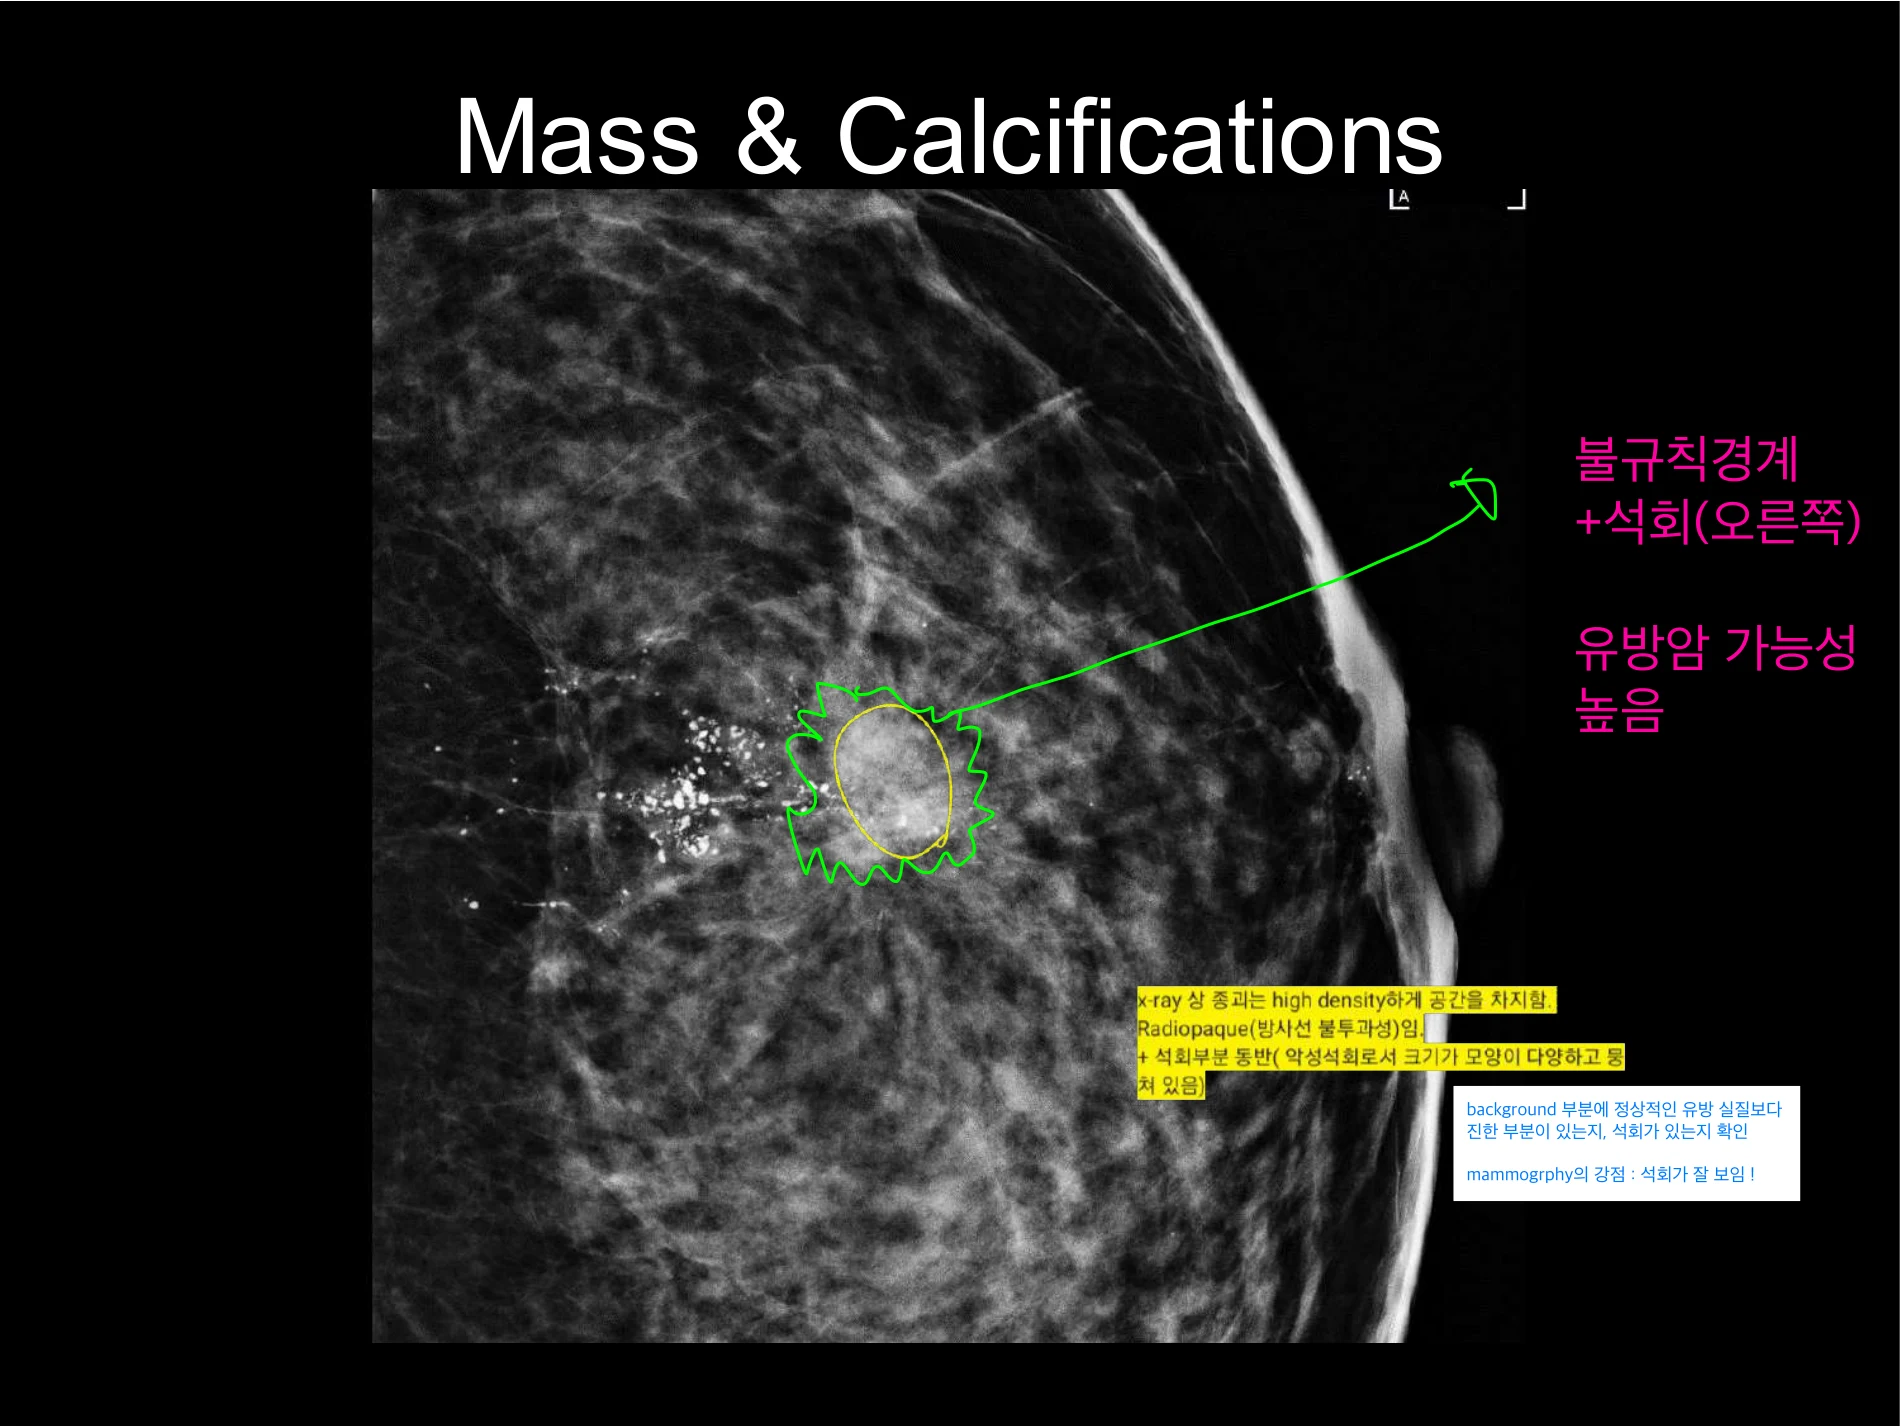 Mass & Calcifications
A
불규칙경계
+석회(오른쪽)
유방암 가능성
높음
x-ray 상 종괴는 high density하게 공간을 차지함.
Radiopaque(방사선 불투과성)임.
+ 석회부분 동반( 악성석회로서 크기가 모양이 다양하고 뭉
쳐 있음)
background 부분에 정상적인 유방 실질보다
진한 부분이 있는지, 석회가 있는지 확인
mammogrphy의 강점 : 석회가 잘 보임 !